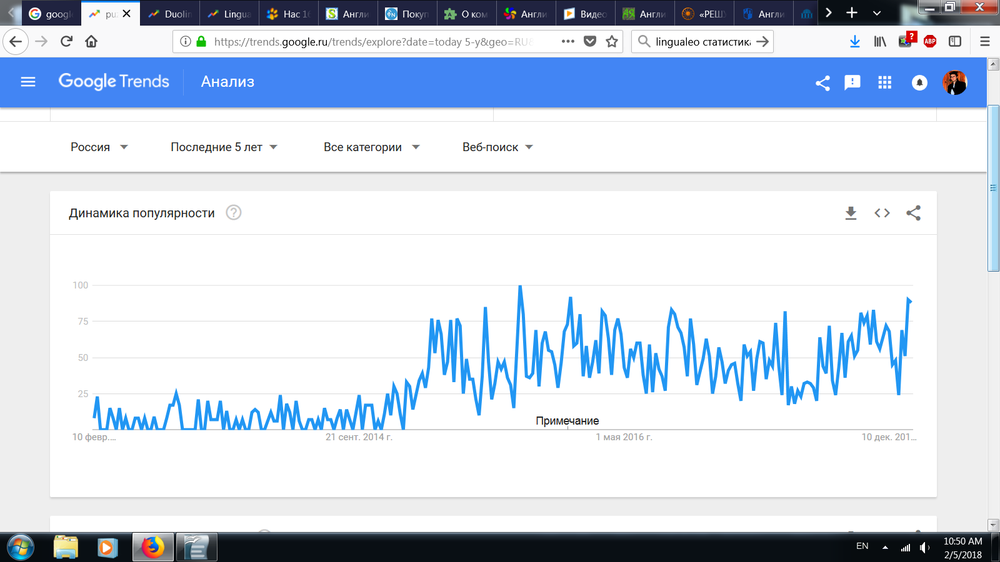 googl
pu
Duolin
Lingua
Нас 16
Англи
Покуп
О ком
Англи
Видео
Англи
«РЕШУ
Англи
https://trends.google.ru/trends/explore?date=today 5-y&geo=RU&
lingualeo статистика
?
ABP
Google Trends
Анализ
Россия
Последние 5 лет
Все категории
Веб-поиск
Динамика популярности
?
100
75
50
25
Примечание
10 февр.…
21 сент. 2014 г.
1 мая 2016 г.
10 дек. 201…
EN
10:50 AM
2/5/2018